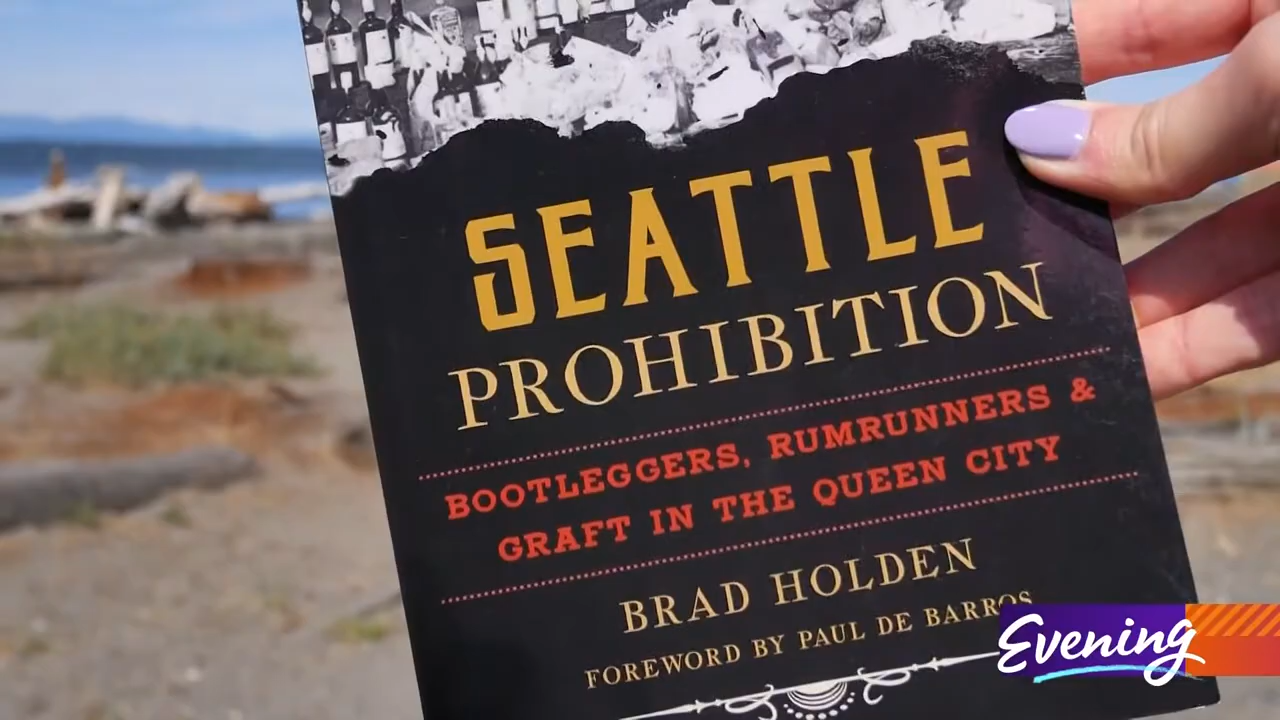 SEATTLE
PROHIBITION
BOOTLEGGERS, RUMRUNNERS &
GRAFT IN THE QUEEN CITY
BRAD HOLDEN
FOREWORD BY PAUL DE BARROS
Evening